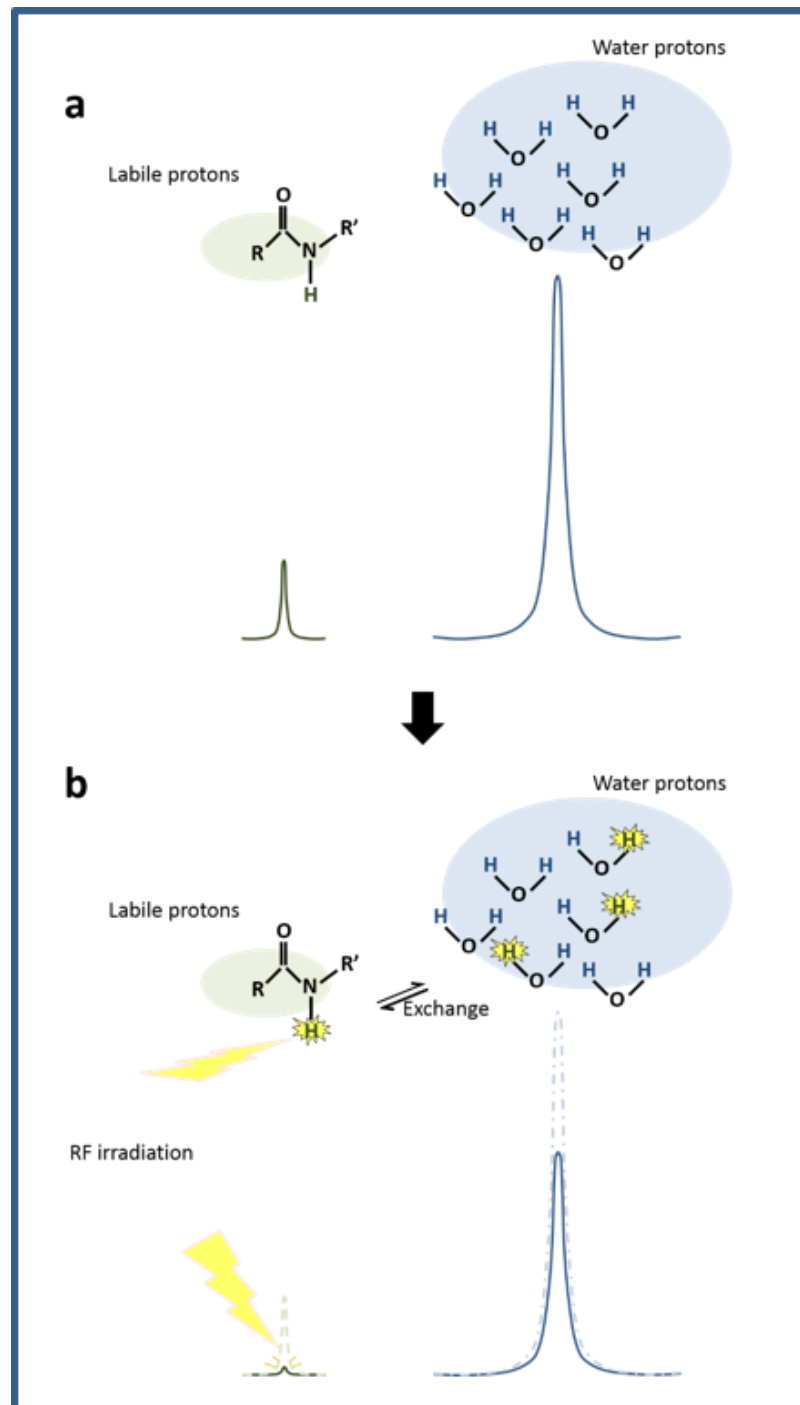 Water protons
a
H H
H H O
Labile protons
O
H H
H H O
O
R'
H H
O
R N
H H
O
O
H
b
Water protons
H H
H H O
Labile protons
O
H H
H H O
O
R'
H H
O
R N
H H
O
O
Exchange
H
RF irradiation